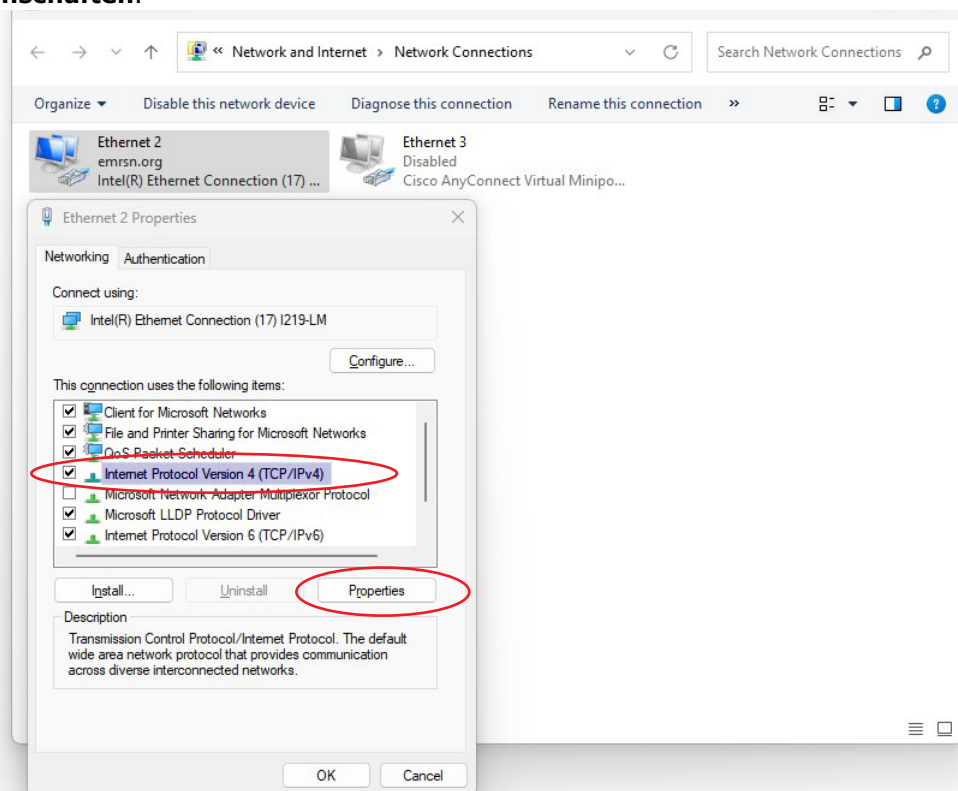 « Network and Internet > Network Connections
Search Network Connections
Organize Disable this network device Diagnose this connection Rename this connection »
Ethernet 2
emrsn.org
Intel(R) Ethernet Connection (17) ...
Ethernet 3
Disabled
Cisco AnyConnect Virtual Minipo...
Ethernet 2 Properties
Networking Authentication
Connect using:
Intel(R) Ethernet Connection (17) I219-LM
Configure...
This connection uses the following items:
Client for Microsoft Networks
File and Printer Sharing for Microsoft Networks
QoS Packet Scheduler
Internet Protocol Version 4 (TCP/IPv4)
Microsoft Network Adapter Multiplexor Protocol
Microsoft LLDP Protocol Driver
Internet Protocol Version 6 (TCP/IPv6)
Install... Uninstall Properties
Description
Transmission Control Protocol/Internet Protocol. The default
wide area network protocol that provides communication
across diverse interconnected networks.
OK Cancel